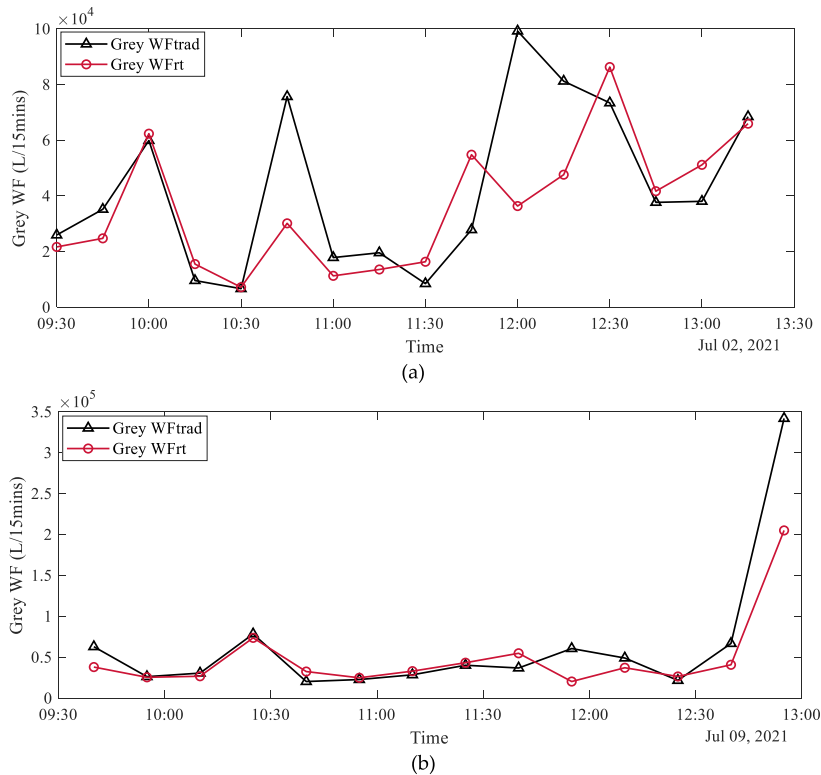 (a)
×10⁴
10
8
6
4
2
0
Grey WF (L/15mins)
Grey WFtrad
Grey WFrt
09:30 10:00 10:30 11:00 11:30 12:00 12:30 13:00 13:30
Time
Jul 02, 2021
(a)
×10⁵
3.5
3
2.5
2
1.5
1
0.5
0
Grey WF (L/15mins)
Grey WFtrad
Grey WFrt
09:30 10:00 10:30 11:00 11:30 12:00 12:30 13:00
Time
Jul 09, 2021
(b)